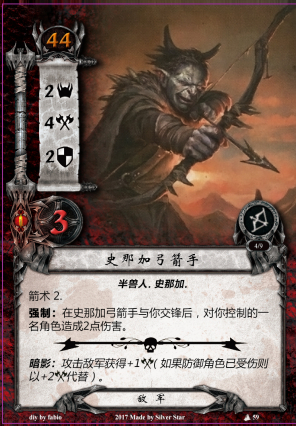 44
2
4
2
3
4/9
史那加弓箭手
半兽人. 史那加.
箭术 2.
强制：在史那加弓箭手与你交锋后，对你控制的一
名角色造成2点伤害。
暗影：攻击敌军获得+1（如果防御角色已受伤则
以+2代替）。
敌 军
diy by fabio
2017 Made by Silver Star
59